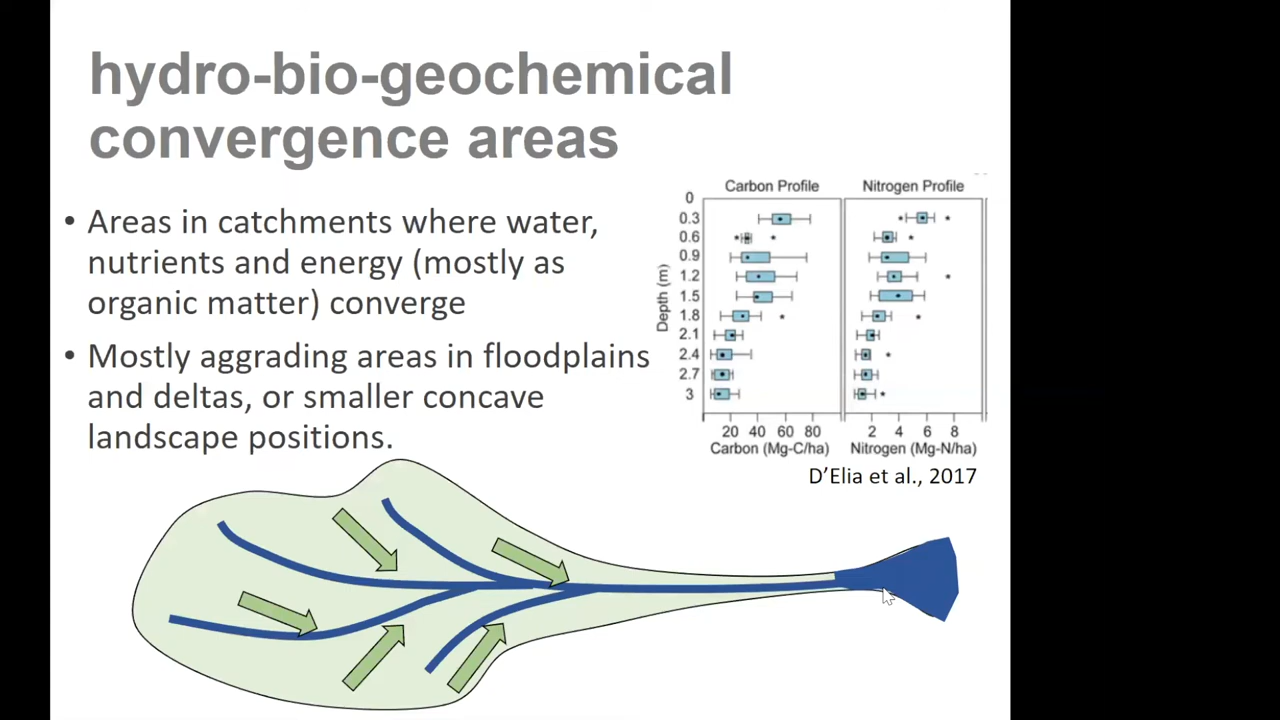 hydro-bio-geochemical
convergence areas
• Areas in catchments where water,
nutrients and energy (mostly as
organic matter) converge
• Mostly aggrading areas in floodplains
and deltas, or smaller concave
landscape positions.
Carbon Profile
Nitrogen Profile
Depth (m)
0
0.3
0.6
0.9
1.2
1.5
1.8
2.1
2.4
2.7
3
20 40 60 80
2 4 6 8
Carbon (Mg-C/ha)
Nitrogen (Mg-N/ha)
D’Elia et al., 2017